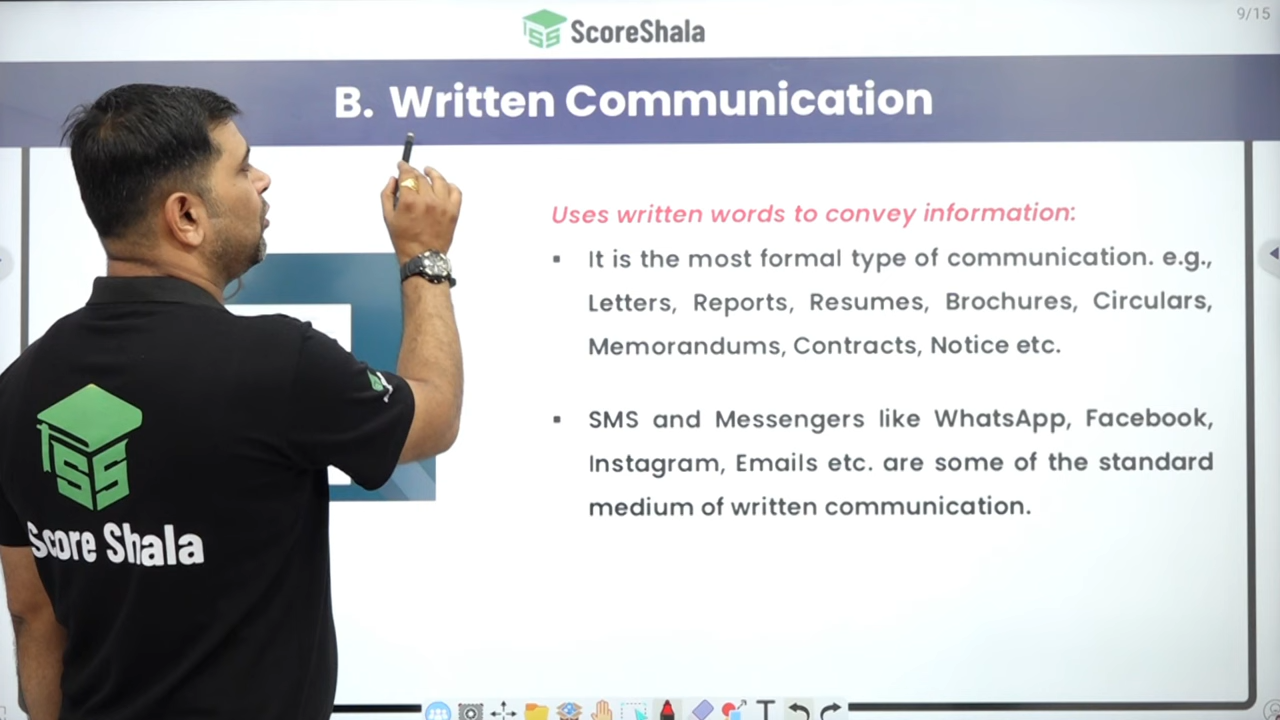 9/15
ScoreShala
B. Written Communication
Uses written words to convey information:
▪ It is the most formal type of communication. e.g.,
Letters, Reports, Resumes, Brochures, Circulars,
Memorandums, Contracts, Notice etc.
▪ SMS and Messengers like WhatsApp, Facebook,
Instagram, Emails etc. are some of the standard
medium of written communication.
SS
Score Shala